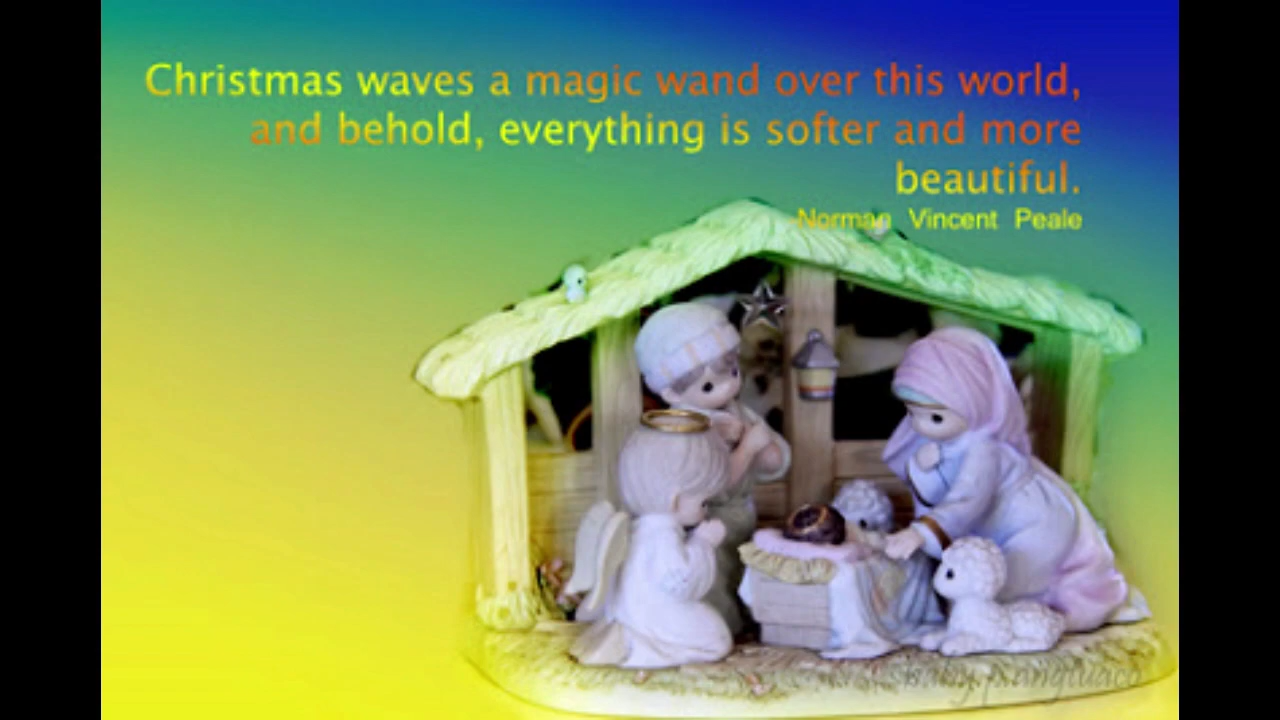 Christmas waves a magic wand over this world,
and behold, everything is softer and more
beautiful.
-Norman Vincent Peale